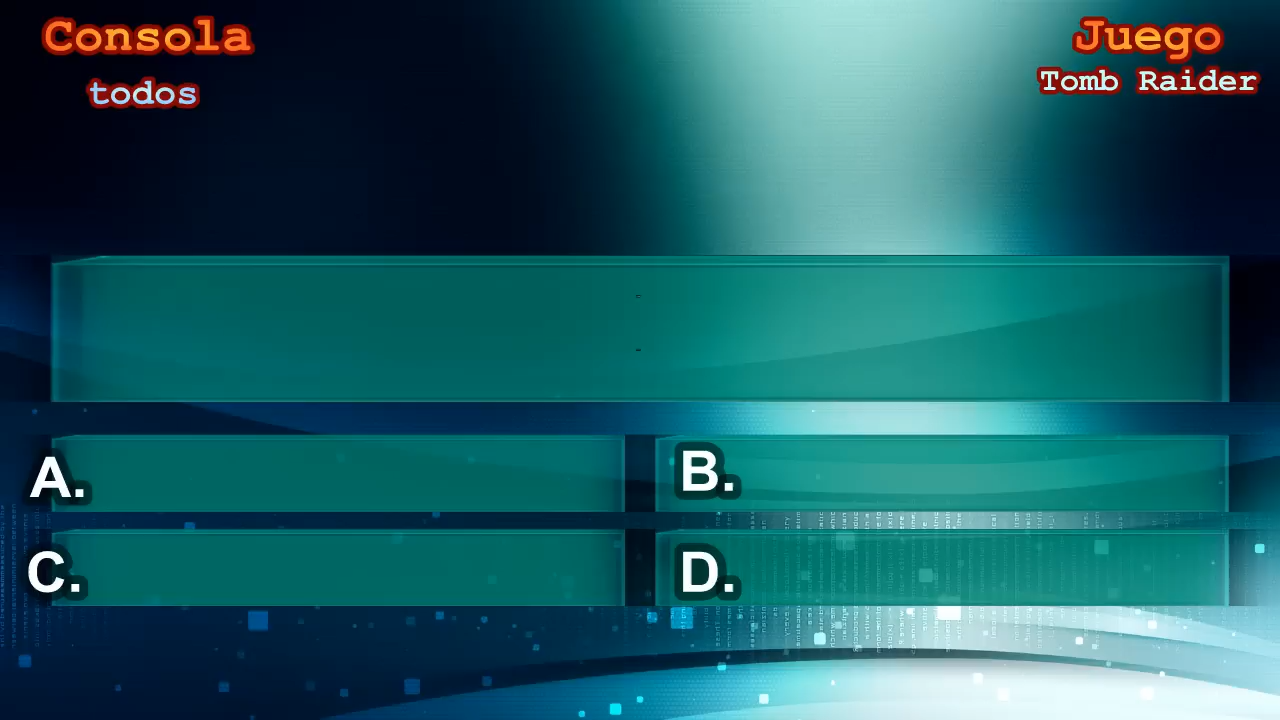 Consola
todos
Juego
Tomb Raider
A.
B.
C.
D.